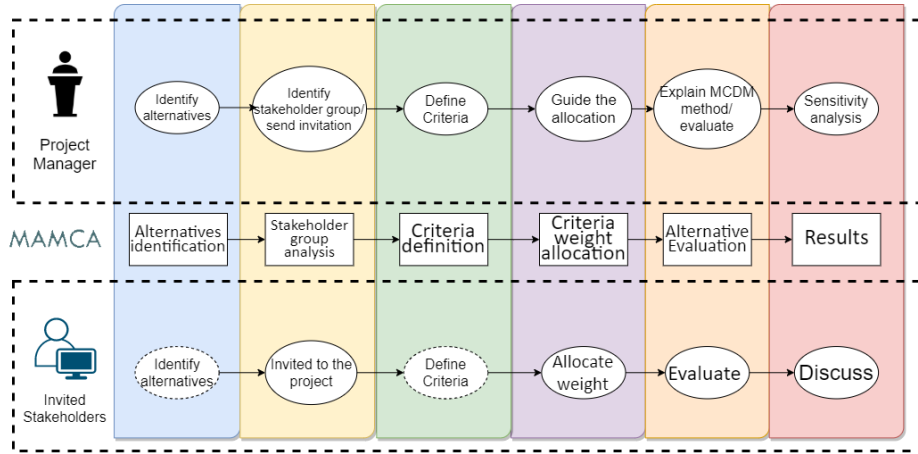 Project
Manager
Identify
alternatives
Identify
stakeholder group/
send invitation
Define
Criteria
Guide the
allocation
Explain MCDM
method/
evaluate
Sensitivity
analysis
MAMCA
Alternatives
identification
Stakeholder
group
analysis
Criteria
definition
Criteria
weight
allocation
Alternative
Evaluation
Results
Invited
Stakeholders
Identify
alternatives
Invited to the
project
Define
Criteria
Allocate
weight
Evaluate
Discuss